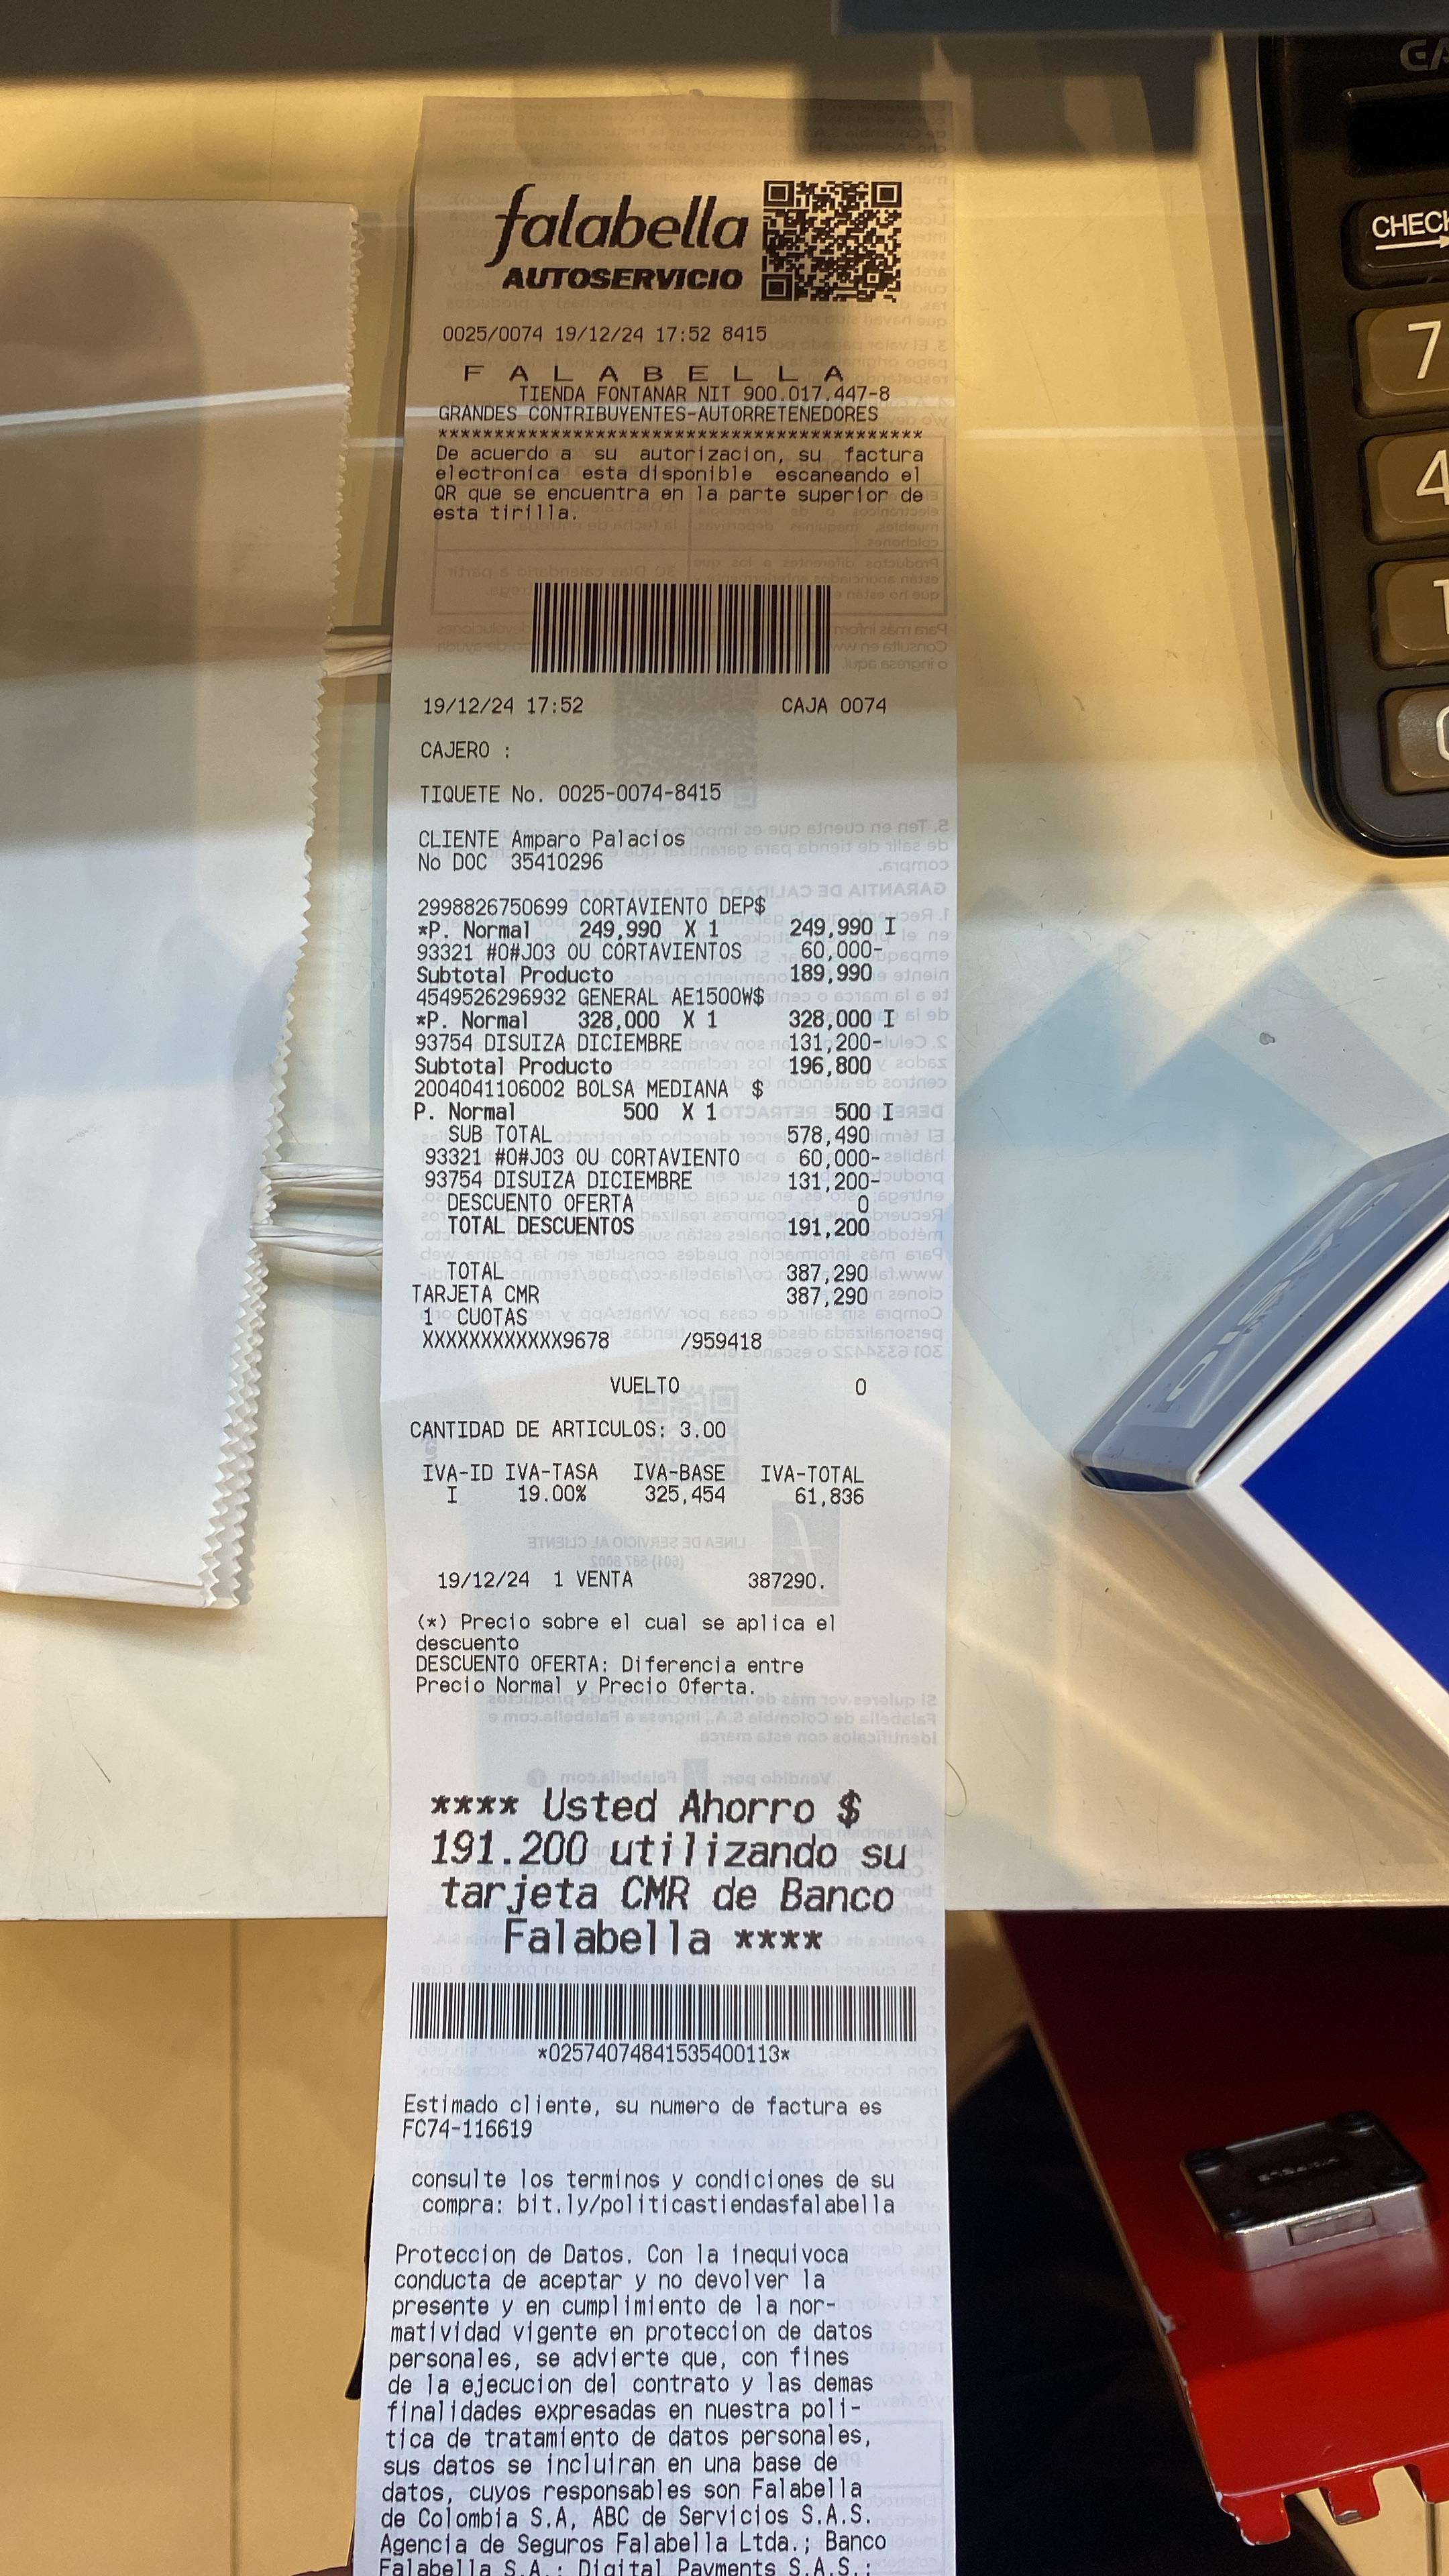 falabella
AUTOSERVICIO
0025/0074 19/12/24 17:52 8415
F A L A B E L L A
TIENDA FONTANAR NIT 900.017.447-8
GRANDES CONTRIBUYENTES-AUTORRETENEDORES
*******************************************
De acuerdo a su autorizacion, su factura
electronica esta disponible escaneando el
QR que se encuentra en la parte superior de
esta tirilla.
19/12/24 17:52 CAJA 0074
CAJERO :
TIQUETE No. 0025-0074-8415
CLIENTE Amparo Palacios
No DOC 35410296
2998826750699 CORTAVIENTO DEP$
*P. Normal 249,990 X 1 249,990 I
93321 #0#J03 OU CORTAVIENTOS 60,000-
Subtotal Producto 189,990
4549526296932 GENERAL AE1500W$
*P. Normal 328,000 X 1 328,000 I
93754 DISUIZA DICIEMBRE 131,200-
Subtotal Producto 196,800
2004041106002 BOLSA MEDIANA $
P. Normal 500 X 1 500 I
SUB TOTAL 578,490
93321 #0#J03 OU CORTAVIENTO 60,000-
93754 DISUIZA DICIEMBRE 131,200-
DESCUENTO OFERTA 0
TOTAL DESCUENTOS 191,200
TOTAL 387,290
TARJETA CMR 387,290
1 CUOTAS
XXXXXXXXXXXX9678 /959418
VUELTO 0
CANTIDAD DE ARTICULOS: 3.00
IVA-ID IVA-TASA IVA-BASE IVA-TOTAL
I 19.00% 325,454 61,836
19/12/24 1 VENTA 387290.
(*) Precio sobre el cual se aplica el
descuento
DESCUENTO OFERTA: Diferencia entre
Precio Normal y Precio Oferta.
**** Usted Ahorro $
191.200 utilizando su
tarjeta CMR de Banco
Falabella ****
*02574074841535400113*
Estimado cliente, su numero de factura es
FC74-116619
consulte los terminos y condiciones de su
compra: bit.ly/politicastiendasfalabella
Proteccion de Datos. Con la inequivoca
conducta de aceptar y no devolver la
presente y en cumplimiento de la nor-
matividad vigente en proteccion de datos
personales, se advierte que, con fines
de la ejecucion del contrato y las demas
finalidades expresadas en nuestra poli-
tica de tratamiento de datos personales,
sus datos se incluiran en una base de
datos, cuyos responsables son Falabella
de Colombia S.A, ABC de Servicios S.A.S.
Agencia de Seguros Falabella Ltda.; Banco
Falabella S.A.; Digital Payments S.A.S.;
CHECK
7
4
1
0
CASIO